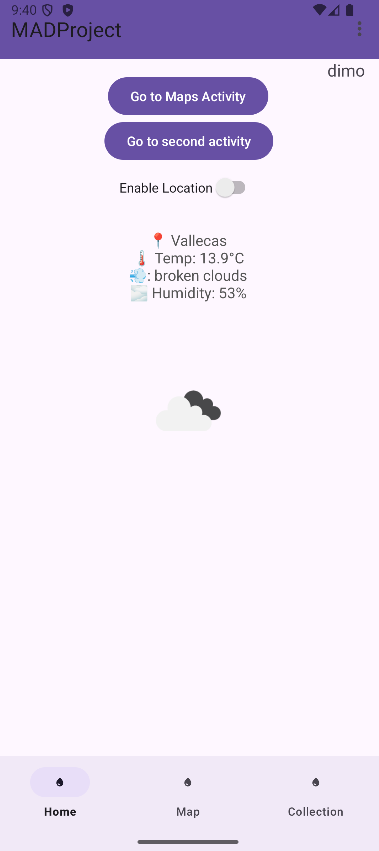 9:40
MADProject
dimo
Go to Maps Activity
Go to second activity
Enable Location
📍 Vallecas
🌡️ Temp: 13.9°C
💨: broken clouds
🌫️ Humidity: 53%
Home
Map
Collection